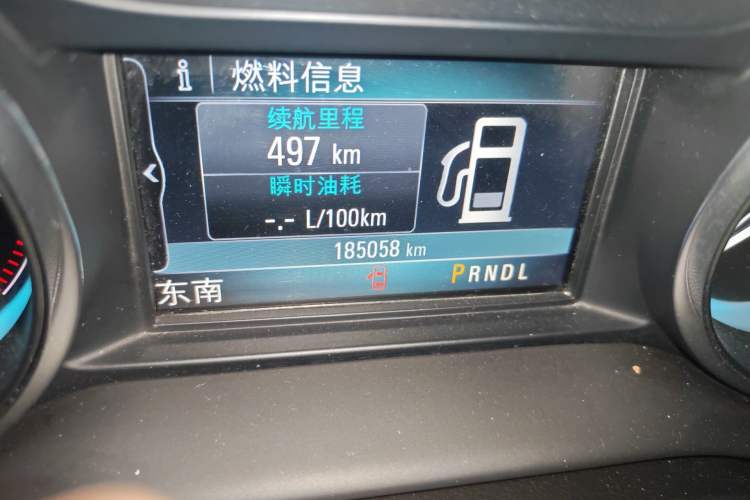 i 燃料信息
续航里程
497 km
瞬时油耗
-.- L/100km
185058 km
东南 PRNDL